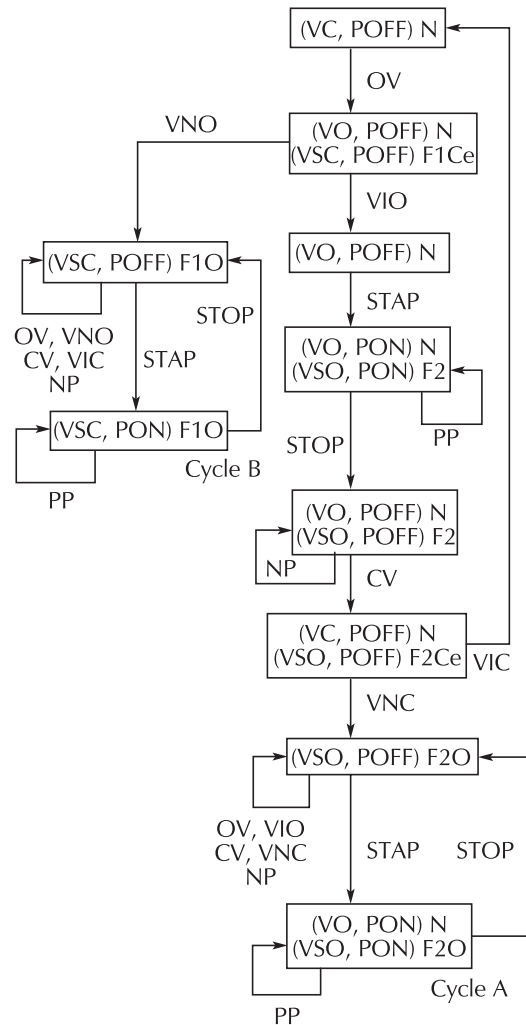 (VC, POFF) N
OV
VNO
(VO, POFF) N
(VSC, POFF) F1Ce
VIO
(VSC, POFF) F1O
(VO, POFF) N
STOP
STAP
OV, VNO
CV, VIC
NP
STAP
(VO, PON) N
(VSO, PON) F2
PP
(VSC, PON) F1O
Cycle B
PP
STOP
(VO, POFF) N
(VSO, POFF) F2
NP
CV
(VC, POFF) N
(VSO, POFF) F2Ce
VIC
VNC
(VSO, POFF) F2O
OV, VIO
CV, VNC
NP
STAP
STOP
(VO, PON) N
(VSO, PON) F2O
Cycle A
PP